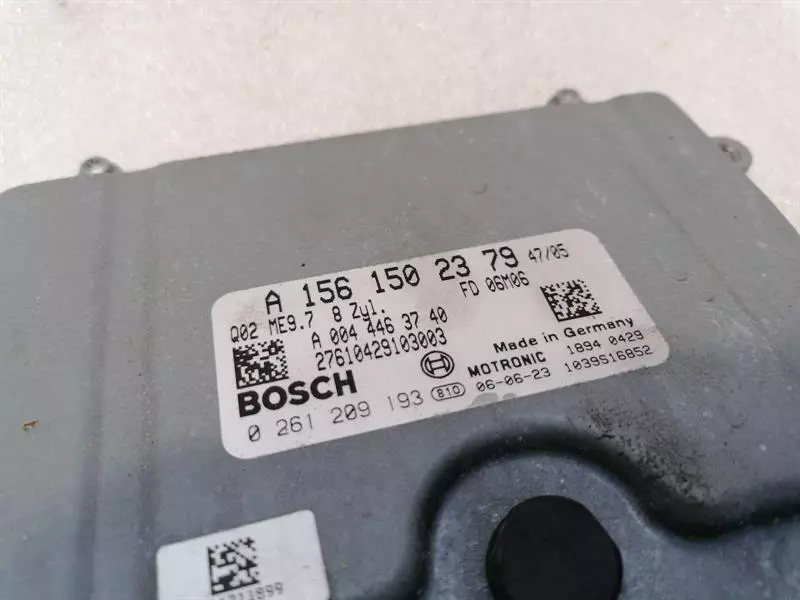 A 156 150 23 79 47/05
Q02 ME9.7 8 Zyl. FD 06M06
A 004 446 37 40
27610429103003
Made in Germany
BOSCH MOTRONIC 1894 0429
0 261 209 193 810 06-06-23 1039S16852